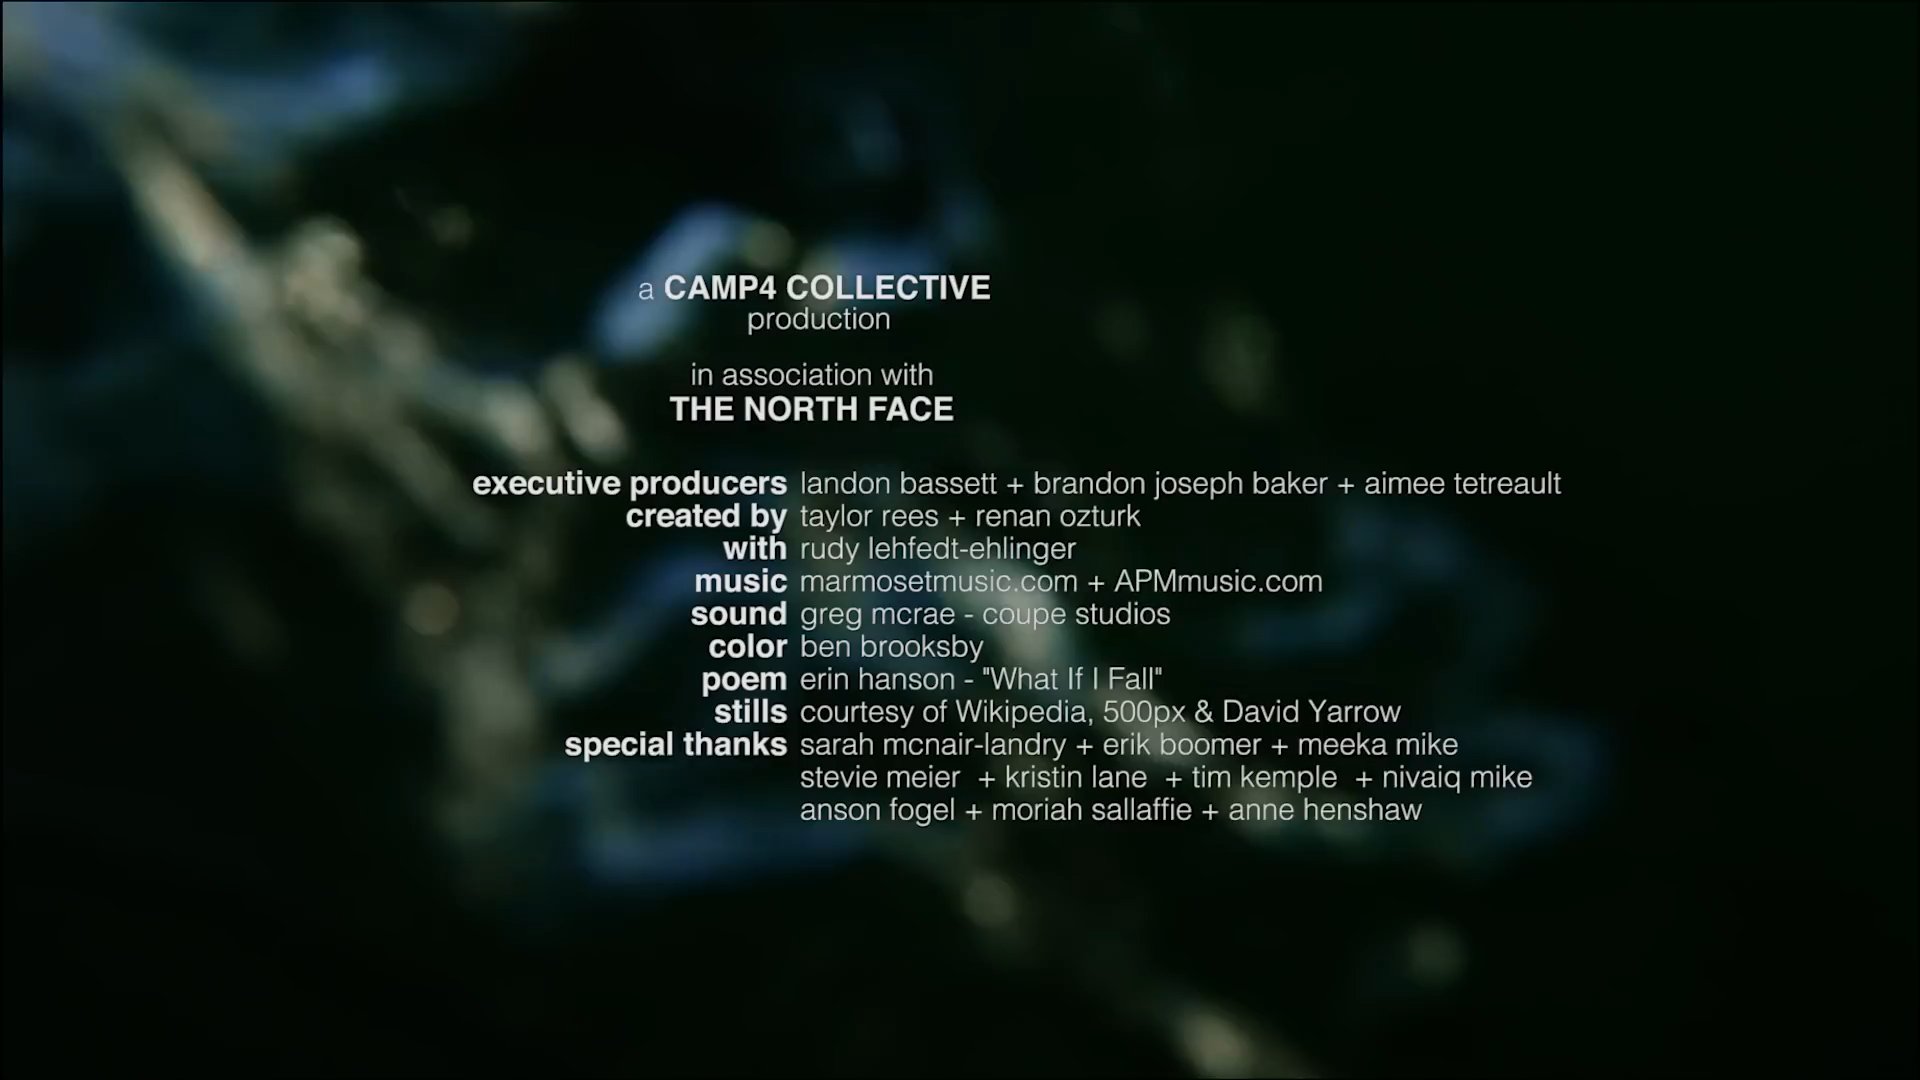 a CAMP4 COLLECTIVE
production
in association with
THE NORTH FACE
executive producers landon bassett + brandon joseph baker + aimee tetreault
created by taylor rees + renan ozturk
with rudy lehfedt-ehlinger
music marmosetmusic.com + APMmusic.com
sound greg mcrae - coupe studios
color ben brooksby
poem erin hanson - "What If I Fall"
stills courtesy of Wikipedia, 500px & David Yarrow
special thanks sarah mcnair-landry + erik boomer + meeka mike
stevie meier + kristin lane + tim kemple + nivaiq mike
anson fogel + moriah sallaffie + anne henshaw